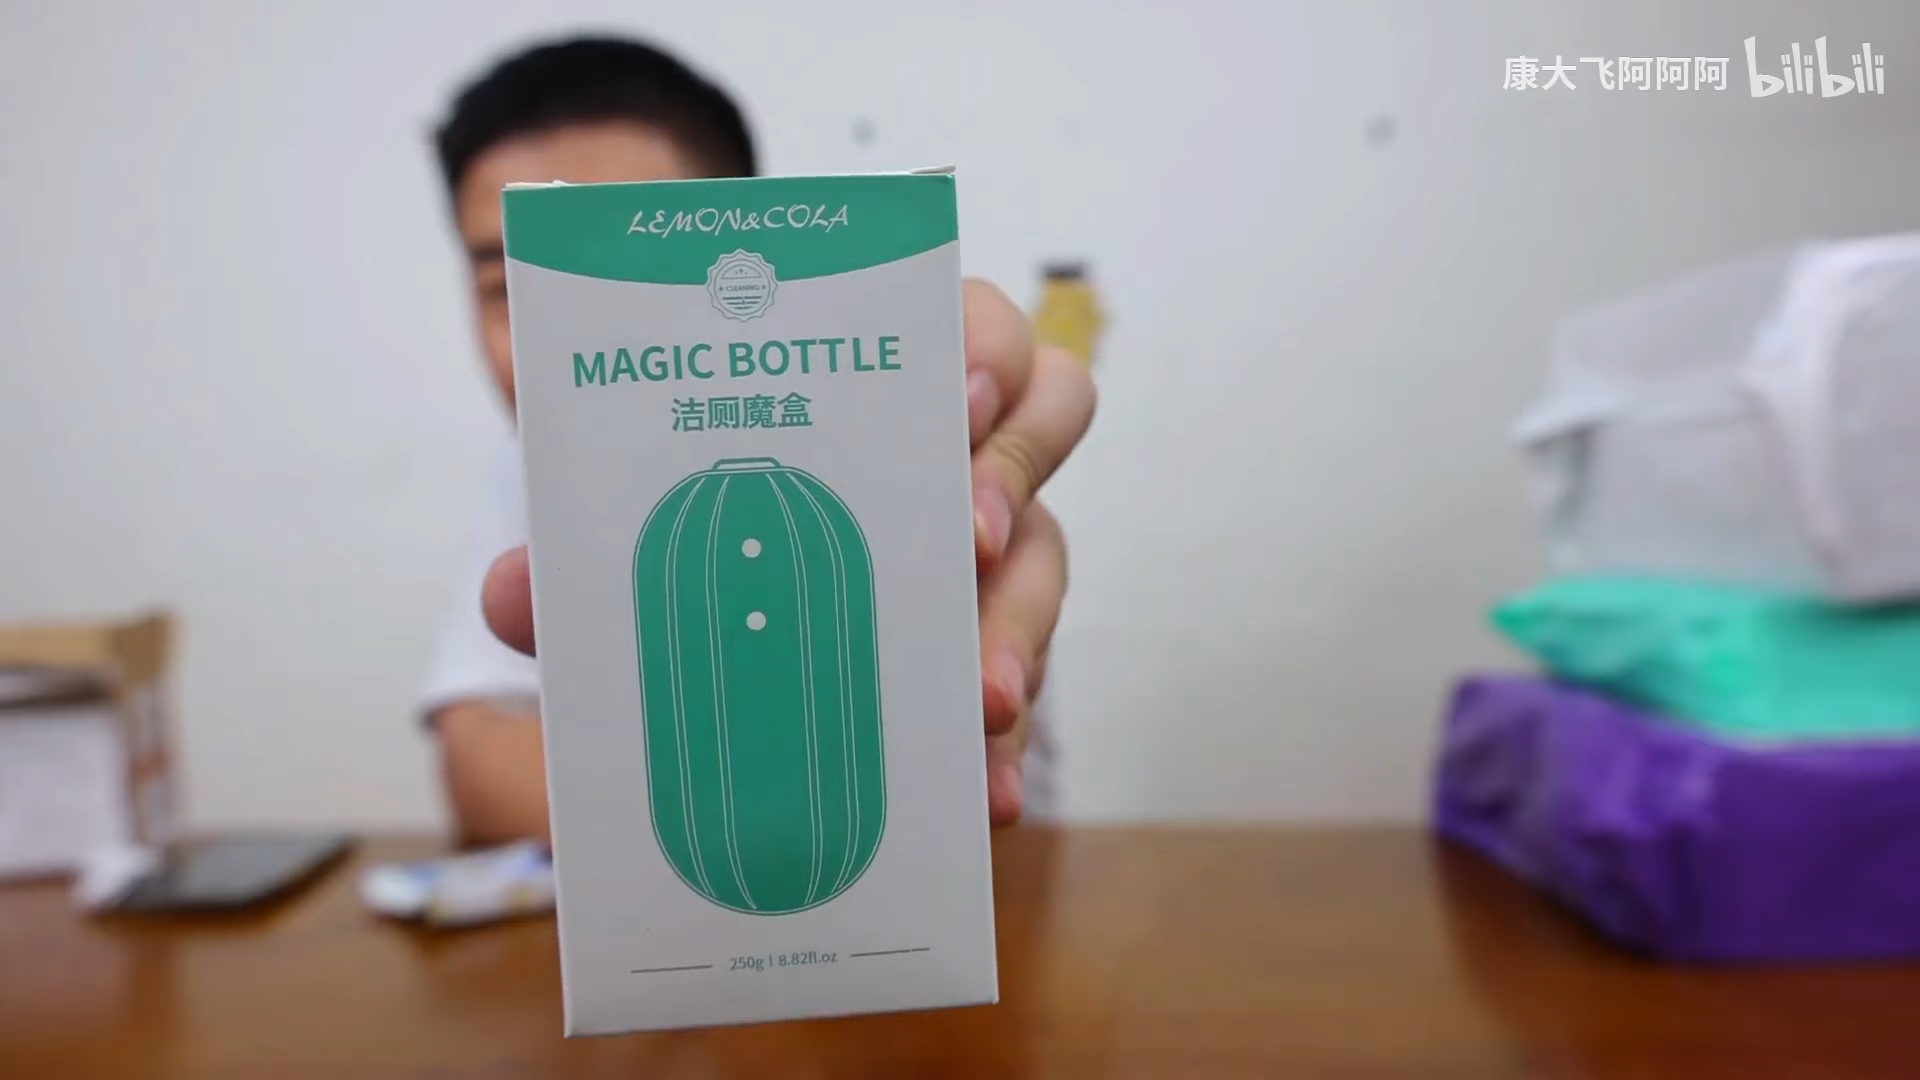 康大飞阿阿阿 bilibili
LEMON&COLA
CLEANING
MAGIC BOTTLE
洁厕魔盒
250g | 8.82fl.oz